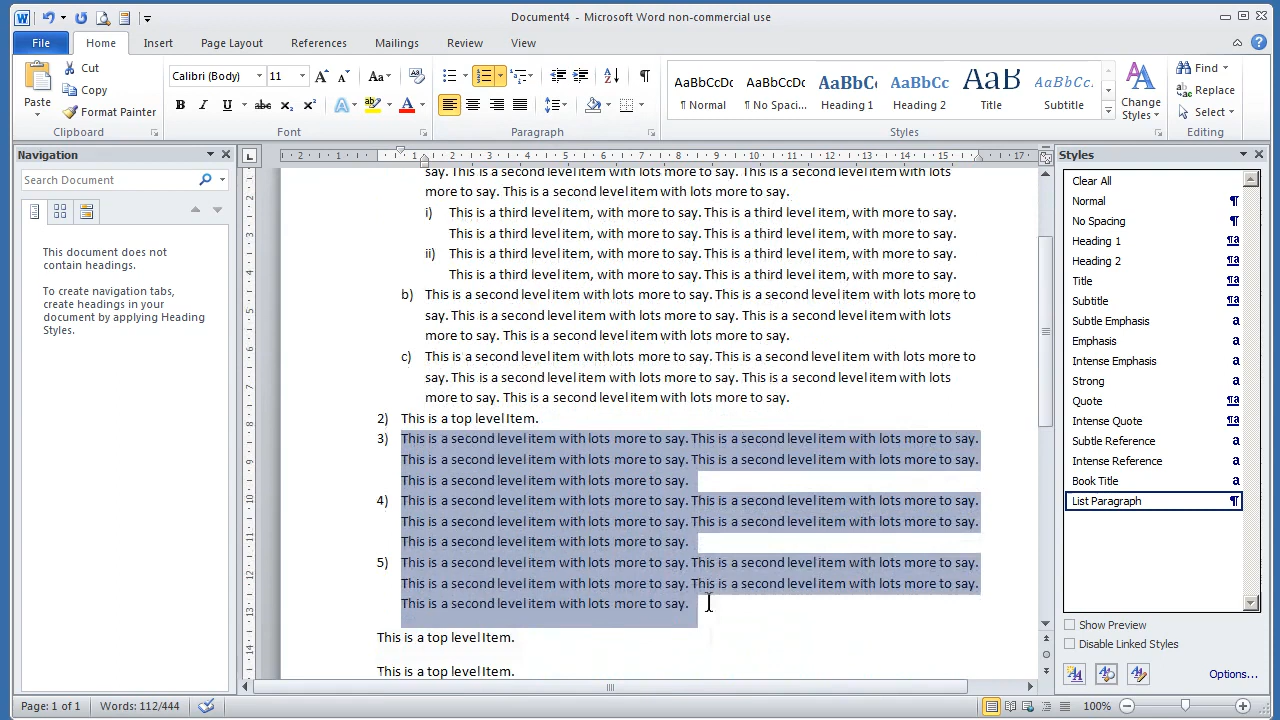 Document4 - Microsoft Word non-commercial use
File Home Insert Page Layout References Mailings Review View
Paste
Cut
Copy
Format Painter
Clipboard
Calibri (Body) 11
Font
Paragraph
AaBbCcDc AaBbCcDc AaBbC AaBbCc AaB AaBbCc.
¶ Normal ¶ No Spaci... Heading 1 Heading 2 Title
Change Styles
Styles
Find
Replace
Select
Editing
Navigation
Search Document
This document does not
contain headings.
To create navigation tabs,
create headings in your
document by applying Heading
Styles.
2 1 1 2 3 4 5 6 7 8 9 10 11 12 13 14 15 17
say. This is a second level item with lots more to say. This is a second level item with lots
more to say. This is a second level item with lots more to say.
i) This is a third level item, with more to say. This is a third level item, with more to say.
This is a third level item, with more to say. This is a third level item, with more to say.
ii) This is a third level item, with more to say. This is a third level item, with more to say.
This is a third level item, with more to say. This is a third level item, with more to say.
b) This is a second level item with lots more to say. This is a second level item with lots more to
say. This is a second level item with lots more to say. This is a second level item with lots
more to say. This is a second level item with lots more to say.
c) This is a second level item with lots more to say. This is a second level item with lots more to
say. This is a second level item with lots more to say. This is a second level item with lots
more to say. This is a second level item with lots more to say.
2) This is a top level Item.
3) This is a second level item with lots more to say. This is a second level item with lots more to say.
This is a second level item with lots more to say. This is a second level item with lots more to say.
This is a second level item with lots more to say.
4) This is a second level item with lots more to say. This is a second level item with lots more to say.
This is a second level item with lots more to say. This is a second level item with lots more to say.
This is a second level item with lots more to say.
5) This is a second level item with lots more to say. This is a second level item with lots more to say.
This is a second level item with lots more to say. This is a second level item with lots more to say.
This is a second level item with lots more to say.
This is a top level Item.
This is a top level Item.
Styles
Clear All
Normal ¶
No Spacing ¶
Heading 1 ¶a
Heading 2 ¶a
Title ¶a
Subtitle ¶a
Subtle Emphasis a
Emphasis a
Intense Emphasis a
Strong a
Quote ¶a
Intense Quote ¶a
Subtle Reference a
Intense Reference a
Book Title a
List Paragraph ¶
Show Preview
Disable Linked Styles
Options...
Page: 1 of 1 Words: 112/444 100%